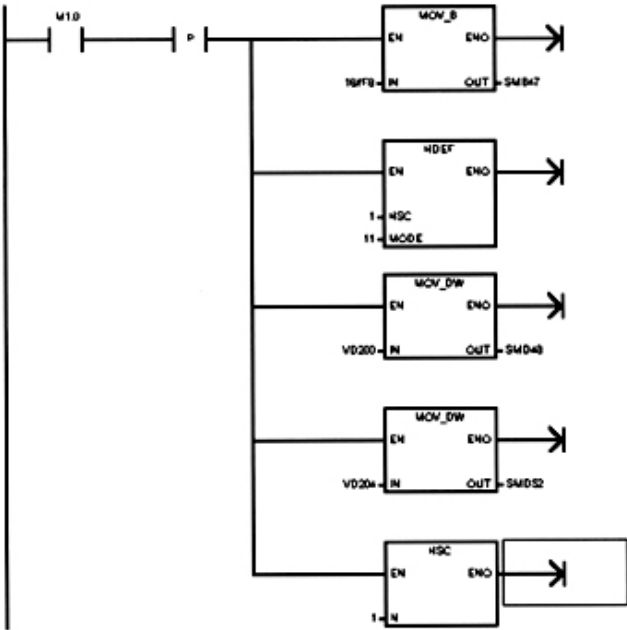 M1.0
P
MOV_B
EN ENO
16#F8 IN OUT SMB47
HDEF
EN ENO
1 HSC
11 MODE
MOV_DW
EN ENO
VD200 IN OUT SMD48
MOV_DW
EN ENO
VD204 IN OUT SMD52
HSC
EN ENO
1 N